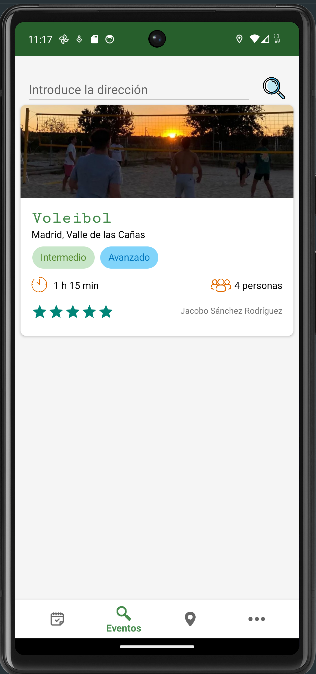 11:17
Introduce la dirección
Voleibol
Madrid, Valle de las Cañas
Intermedio Avanzado
1 h 15 min 4 personas
Jacobo Sánchez Rodríguez
Eventos